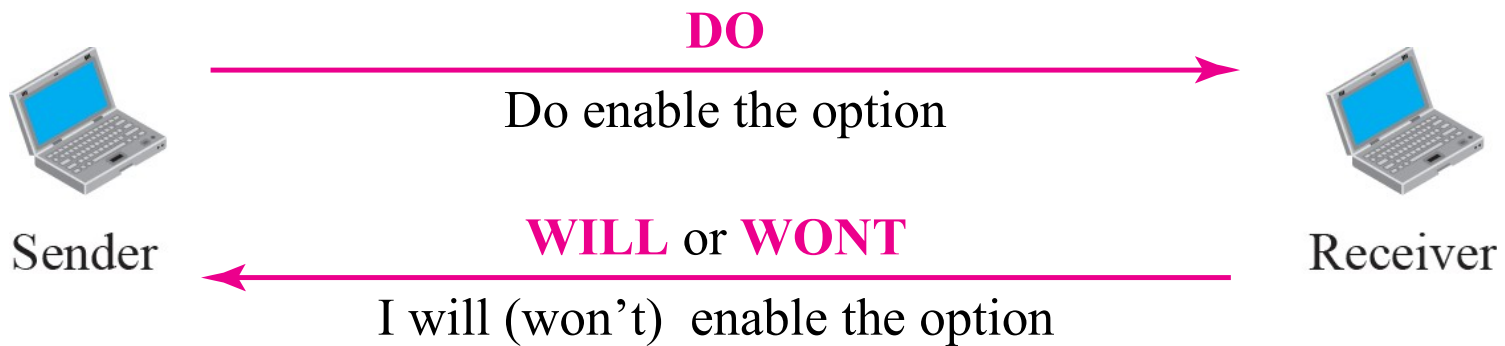 DO
Do enable the option
Sender
WILL or WONT
Receiver
I will (won’t) enable the option